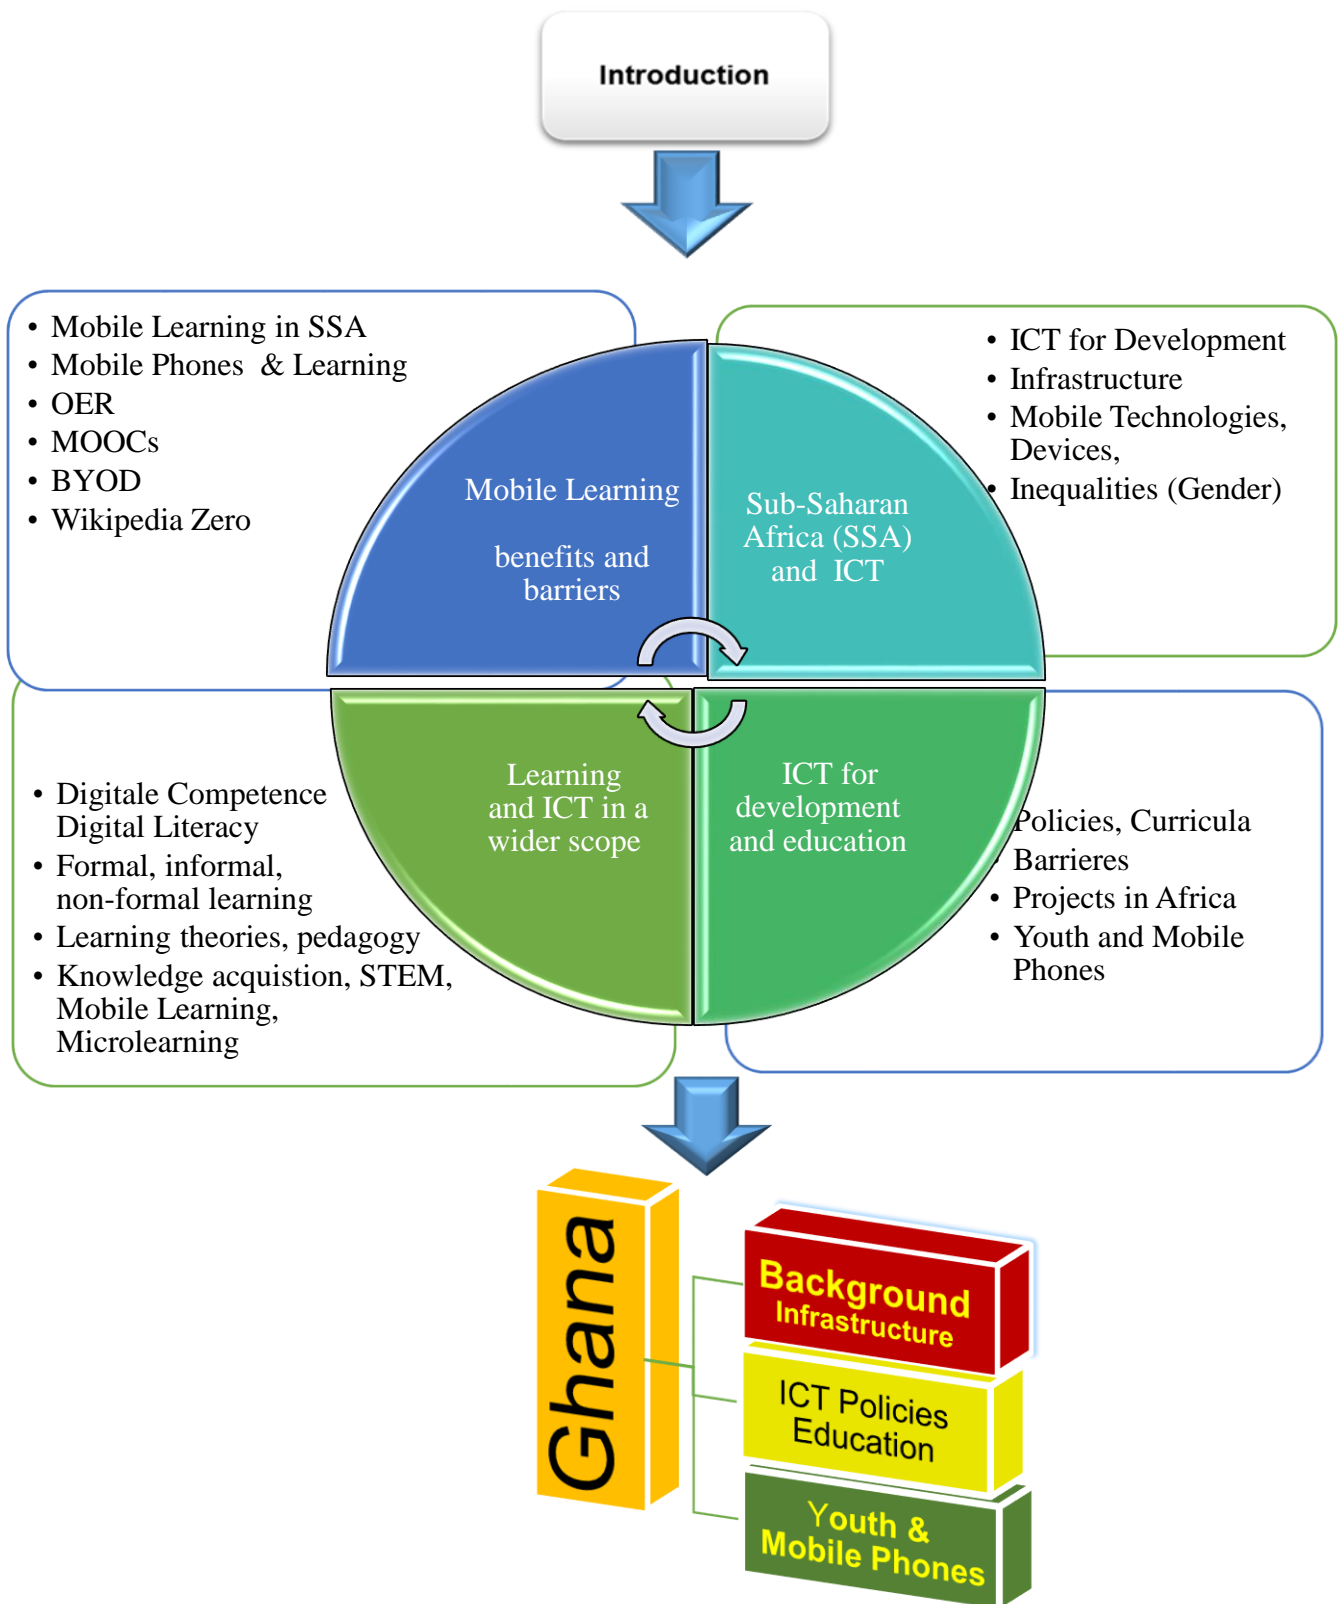 Introduction
• Mobile Learning in SSA
• Mobile Phones & Learning
• OER
• MOOCs
• BYOD
• Wikipedia Zero
Mobile Learning
benefits and
barriers
Sub-Saharan
Africa (SSA)
and ICT
• ICT for Development
• Infrastructure
• Mobile Technologies,
Devices,
• Inequalities (Gender)
• Digitale Competence
Digital Literacy
• Formal, informal,
non-formal learning
• Learning theories, pedagogy
• Knowledge acquistion, STEM,
Mobile Learning,
Microlearning
Learning
and ICT in a
wider scope
ICT for
development
and education
Policies, Curricula
• Barrieres
• Projects in Africa
• Youth and Mobile
Phones
Ghana
Background
Infrastructure
ICT Policies
Education
Youth &
Mobile Phones